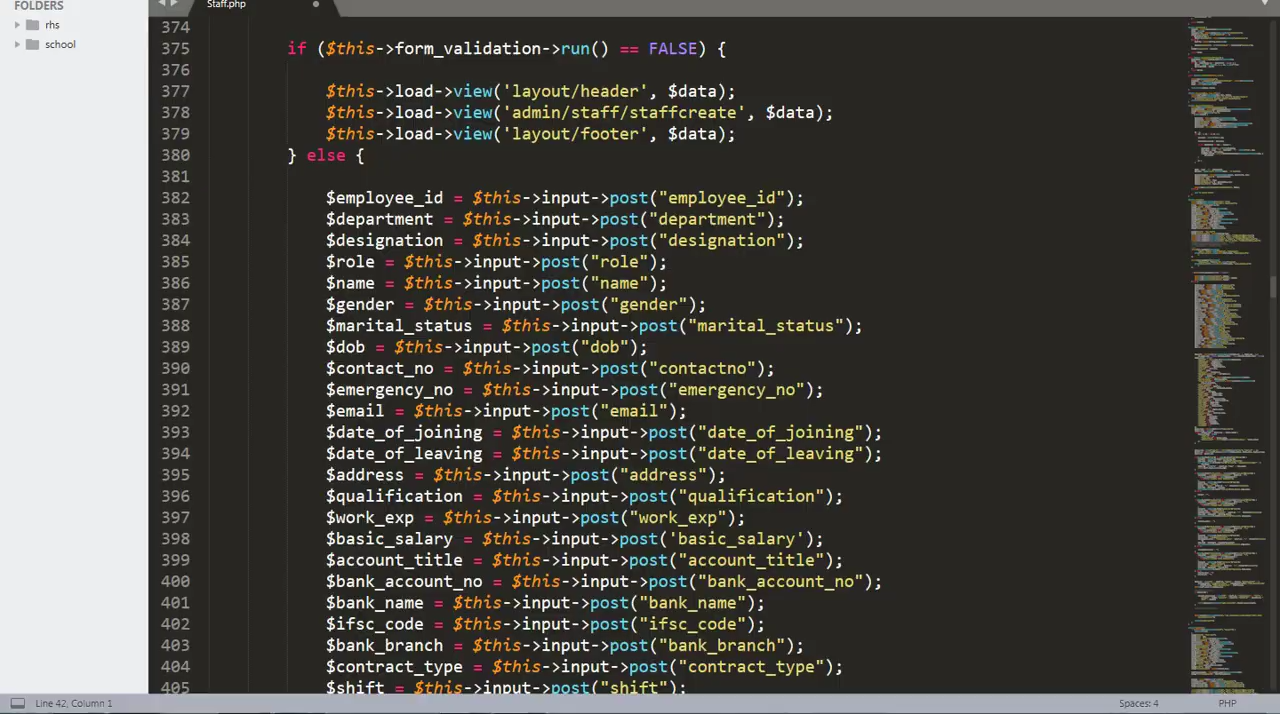 FOLDERS
rhs
school
Staff.php
374
375 if ($this->form_validation->run() == FALSE) {
376
377 $this->load->view('layout/header', $data);
378 $this->load->view('admin/staff/staffcreate', $data);
379 $this->load->view('layout/footer', $data);
380 } else {
381
382 $employee_id = $this->input->post("employee_id");
383 $department = $this->input->post("department");
384 $designation = $this->input->post("designation");
385 $role = $this->input->post("role");
386 $name = $this->input->post("name");
387 $gender = $this->input->post("gender");
388 $marital_status = $this->input->post("marital_status");
389 $dob = $this->input->post("dob");
390 $contact_no = $this->input->post("contactno");
391 $emergency_no = $this->input->post("emergency_no");
392 $email = $this->input->post("email");
393 $date_of_joining = $this->input->post("date_of_joining");
394 $date_of_leaving = $this->input->post("date_of_leaving");
395 $address = $this->input->post("address");
396 $qualification = $this->input->post("qualification");
397 $work_exp = $this->input->post("work_exp");
398 $basic_salary = $this->input->post('basic_salary');
399 $account_title = $this->input->post("account_title");
400 $bank_account_no = $this->input->post("bank_account_no");
401 $bank_name = $this->input->post("bank_name");
402 $ifsc_code = $this->input->post("ifsc_code");
403 $bank_branch = $this->input->post("bank_branch");
404 $contract_type = $this->input->post("contract_type");
405 $shift = $this->input->post("shift");
Line 42, Column 1
Spaces: 4
PHP